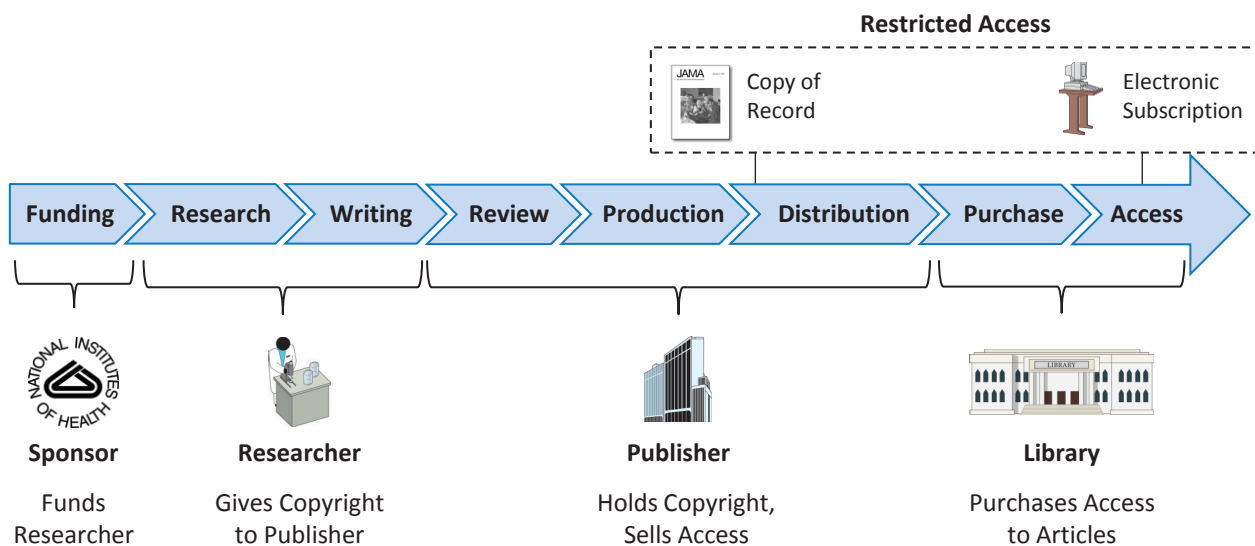 Restricted Access
JAMA
Copy of
Record
Electronic
Subscription
Funding
Research
Writing
Review
Production
Distribution
Purchase
Access
NATIONAL INSTITUTES
OF HEALTH
LIBRARY
Sponsor
Researcher
Publisher
Library
Funds
Researcher
Gives Copyright
to Publisher
Holds Copyright,
Sells Access
Purchases Access
to Articles